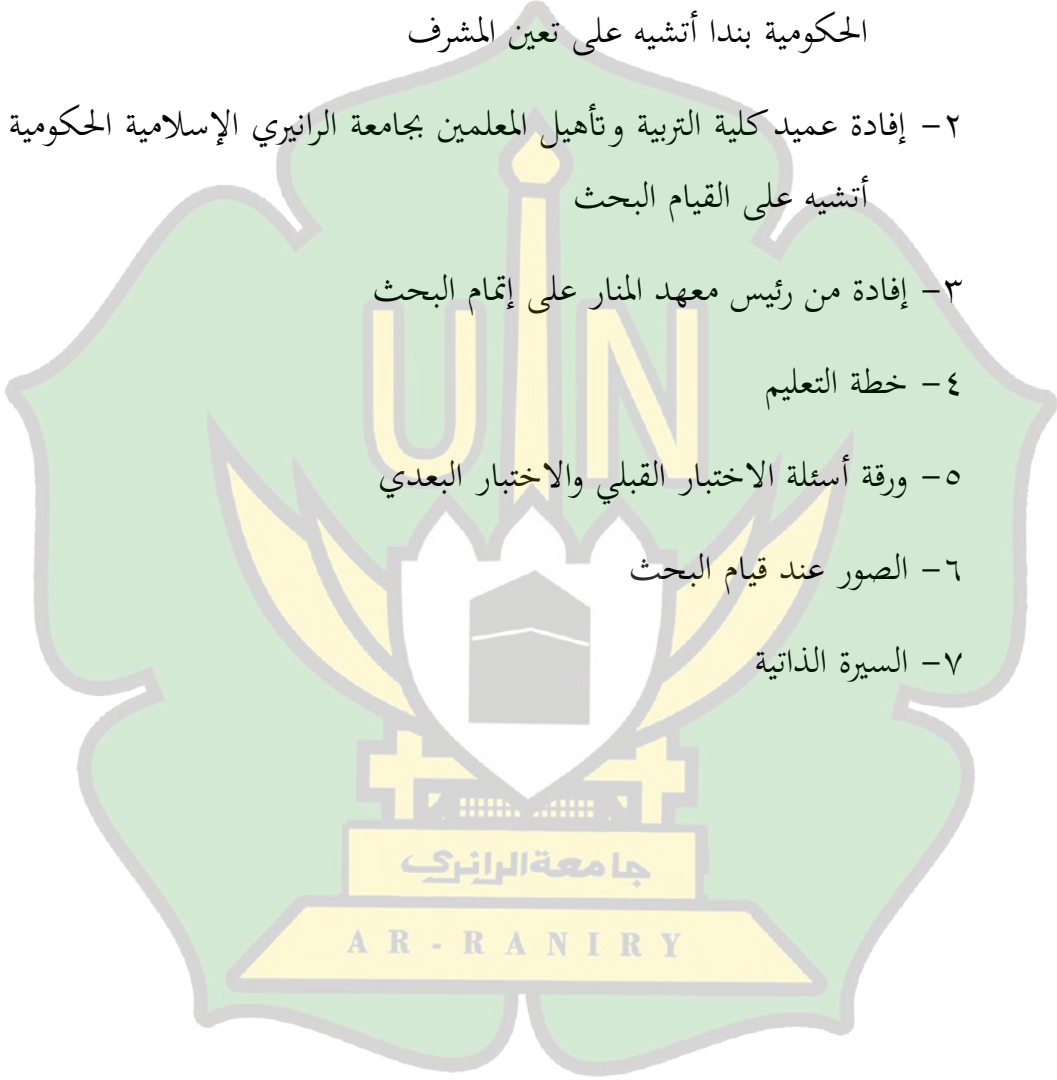 الحكومية بندا أتشيه على تعين المشرف
٢- إفادة عميد كلية التربية وتأهيل المعلمين بجامعة الرانيري الإسلامية الحكومية
أتشيه على القيام البحث
٣- إفادة من رئيس معهد المنار على إتمام البحث
UIN
٤- خطة التعليم
٥- ورقة أسئلة الاختبار القبلي والاختبار البعدي
٦- الصور عند قيام البحث
٧- السيرة الذاتية
جامعة الرانري
AR-RANIRY